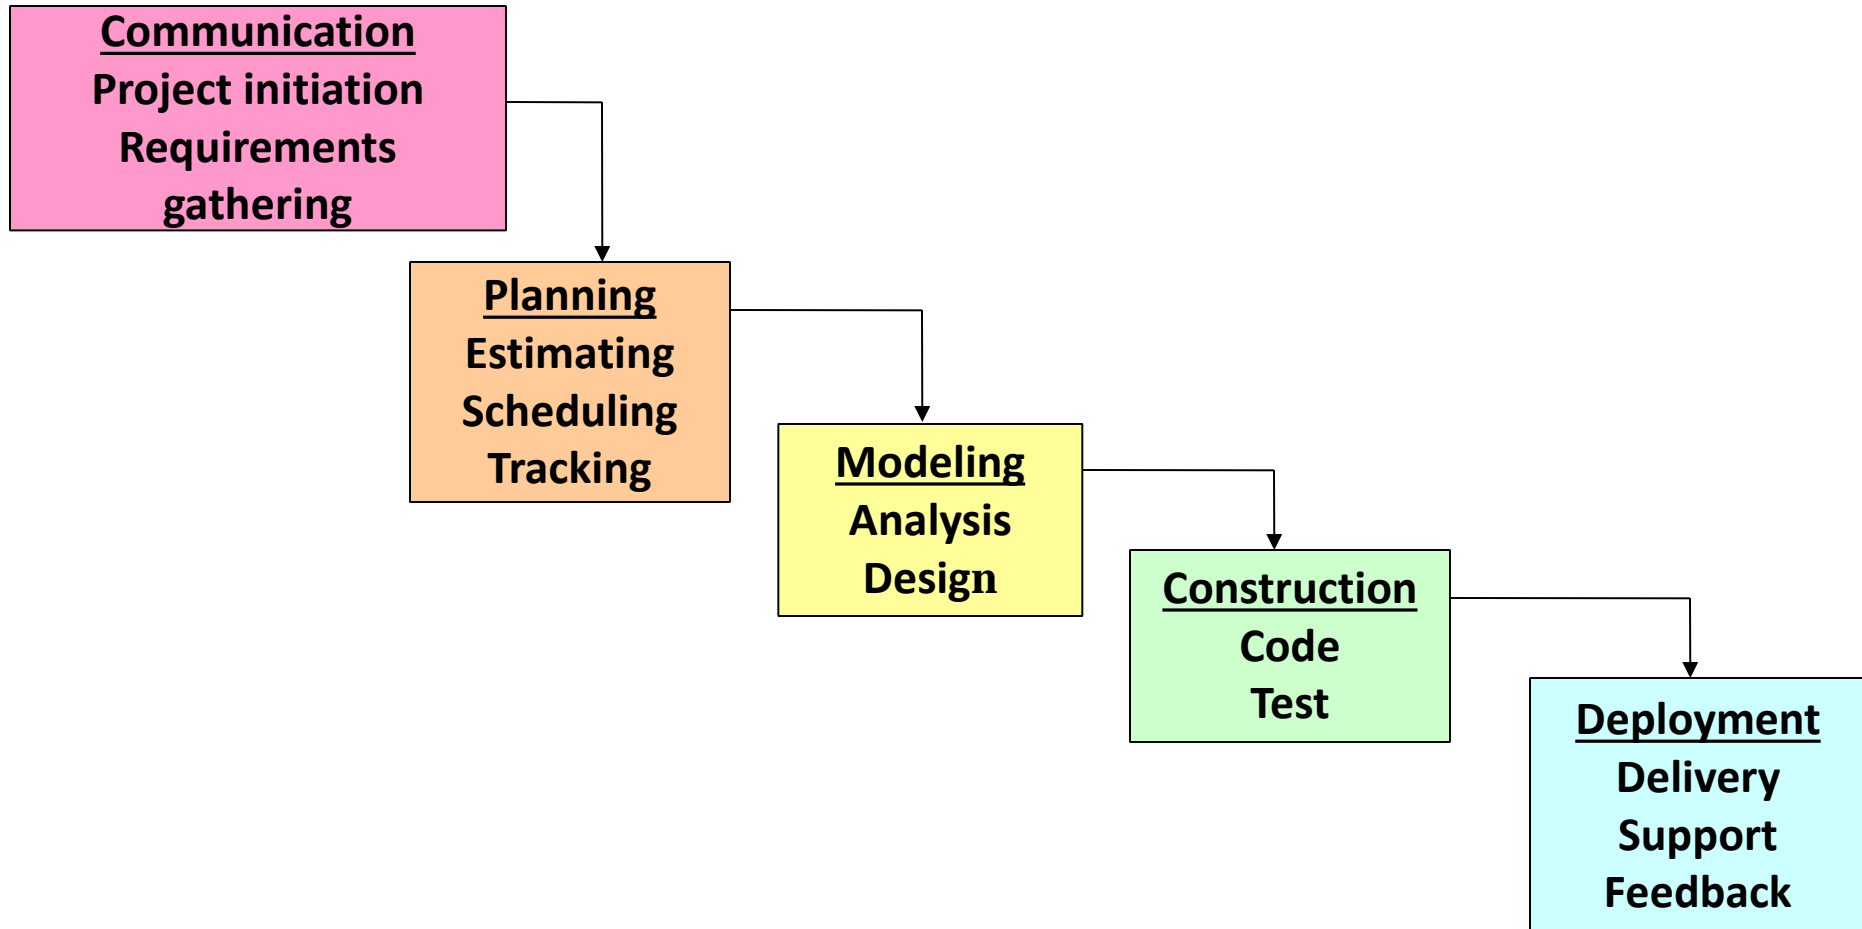 Communication
Project initiation
Requirements
gathering
Planning
Estimating
Scheduling
Tracking
Modeling
Analysis
Design
Construction
Code
Test
Deployment
Delivery
Support
Feedback